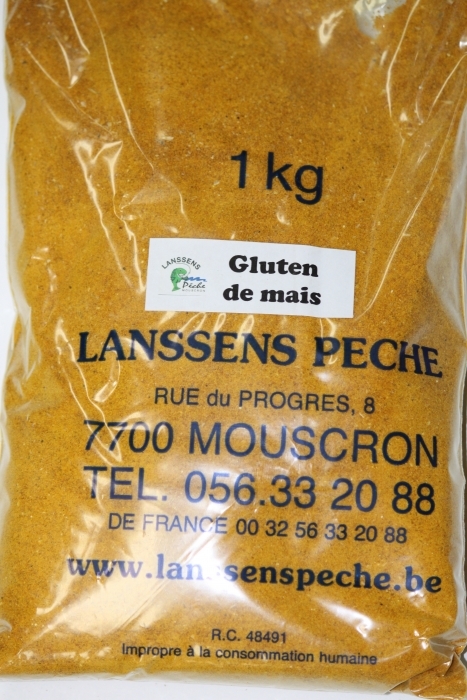 1 kg
LANSSENS
Pêche
Gluten
de mais
LANSSENS PECHE
RUE du PROGRES, 8
7700 MOUSCRON
TEL. 056.33 20 88
DE FRANCE 00 32 56 33 20 88
www.lanssenspeche.be
R.C. 48491
Impropre à la consommation humaine